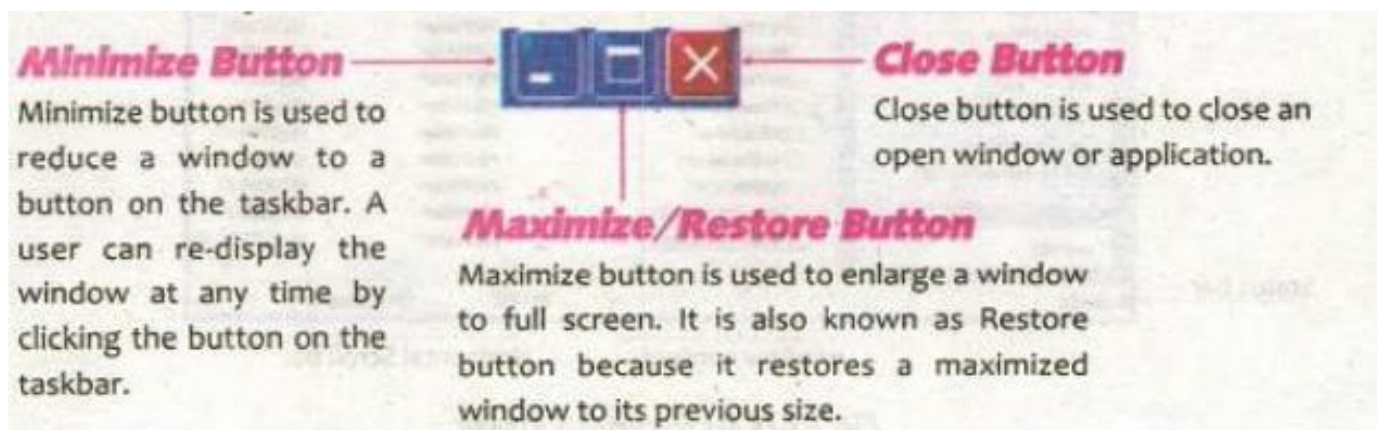 Minimize Button
Minimize button is used to
reduce a window to a
button on the taskbar. A
user can re-display the
window at any time by
clicking the button on the
taskbar.
Close Button
Close button is used to close an
open window or application.
Maximize/Restore Button
Maximize button is used to enlarge a window
to full screen. It is also known as Restore
button because it restores a maximized
window to its previous size.